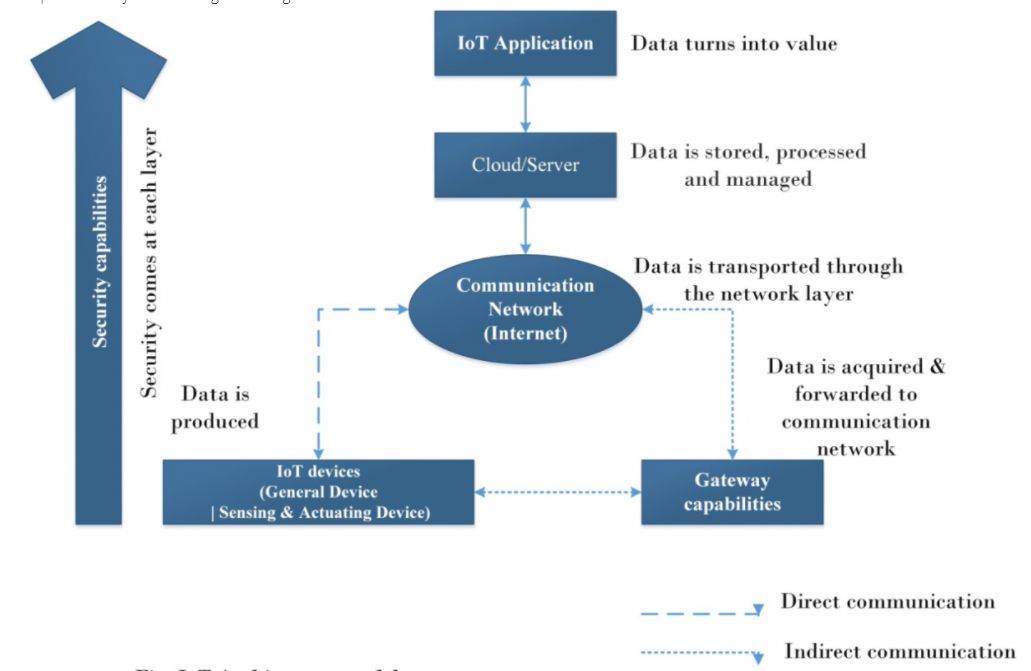 IoT Application
Data turns into value
Cloud/Server
Data is stored, processed
and managed
Communication
Network
(Internet)
Data is transported through
the network layer
Security capabilities
Security comes at each layer
Data is
produced
Data is acquired &
forwarded to
communication
network
IoT devices
(General Device
| Sensing & Actuating Device)
Gateway
capabilities
Direct communication
Indirect communication